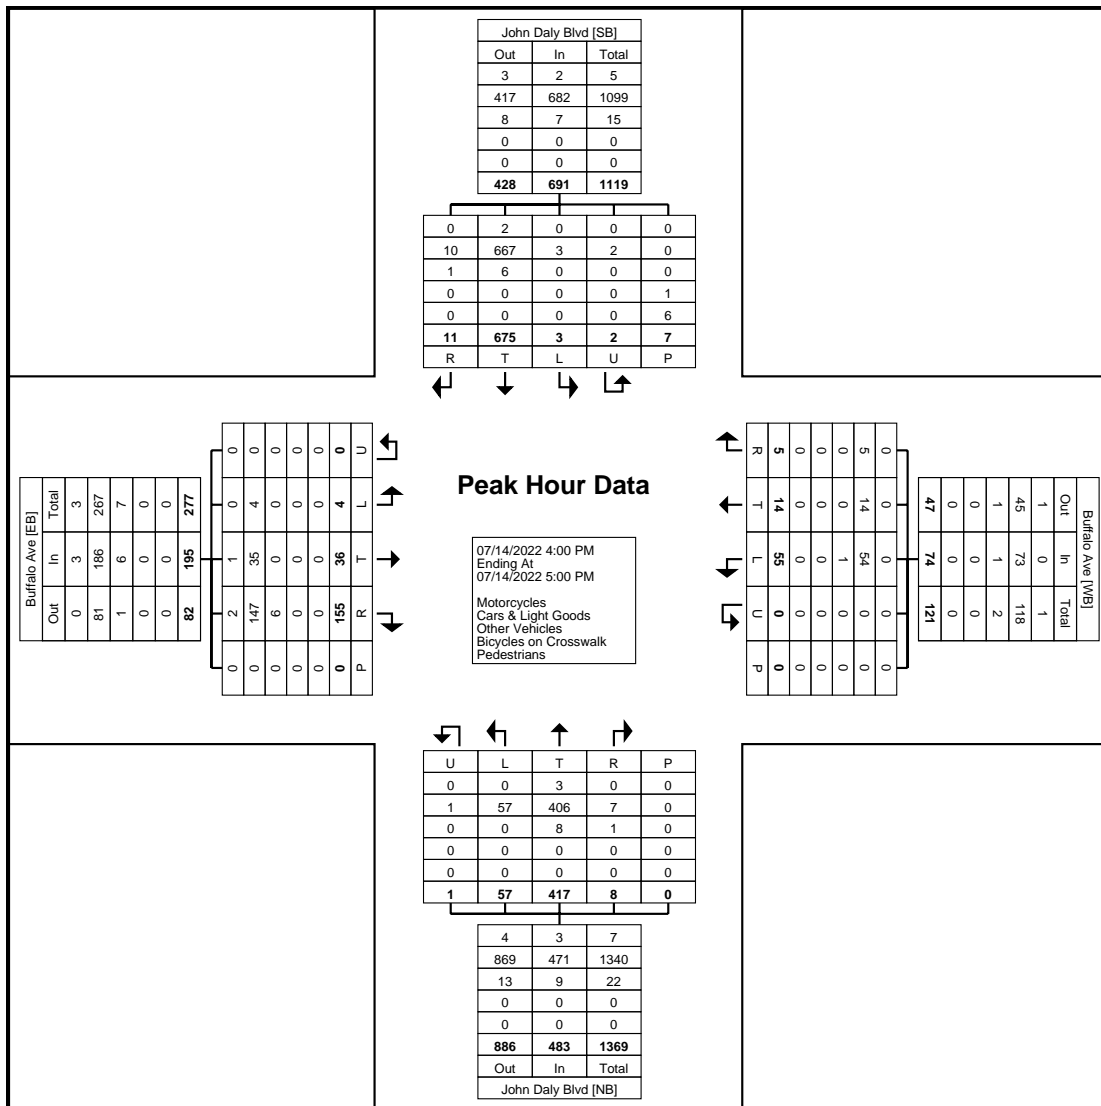 John Daly Blvd [SB]
Out In Total
3 2 5
417 682 1099
8 7 15
0 0 0
0 0 0
428 691 1119
0 2 0 0 0
10 667 3 2 0
1 6 0 0 0
0 0 0 0 1
0 0 0 0 6
11 675 3 2 7
R T L U P
Buffalo Ave [EB]
Total In Out
3 3 0
267 186 81
7 6 1
0 0 0
0 0 0
277 195 82
0 0 1 2 0
0 4 35 147 0
0 0 0 6 0
0 0 0 0 0
0 0 0 0 0
0 4 36 155 0
U L T R P
Peak Hour Data
07/14/2022 4:00 PM
Ending At
07/14/2022 5:00 PM
Motorcycles
Cars & Light Goods
Other Vehicles
Bicycles on Crosswalk
Pedestrians
R T L U P
5 14 55 0 0
0 0 0 0 0
0 0 0 0 0
0 0 1 0 0
5 14 54 0 0
0 0 0 0 0
47 74 121
0 0 0
0 0 0
1 1 2
45 73 118
1 0 1
Out In Total
Buffalo Ave [WB]
U L T R P
0 0 3 0 0
1 57 406 7 0
0 0 8 1 0
0 0 0 0 0
0 0 0 0 0
1 57 417 8 0
4 3 7
869 471 1340
13 9 22
0 0 0
0 0 0
886 483 1369
Out In Total
John Daly Blvd [NB]